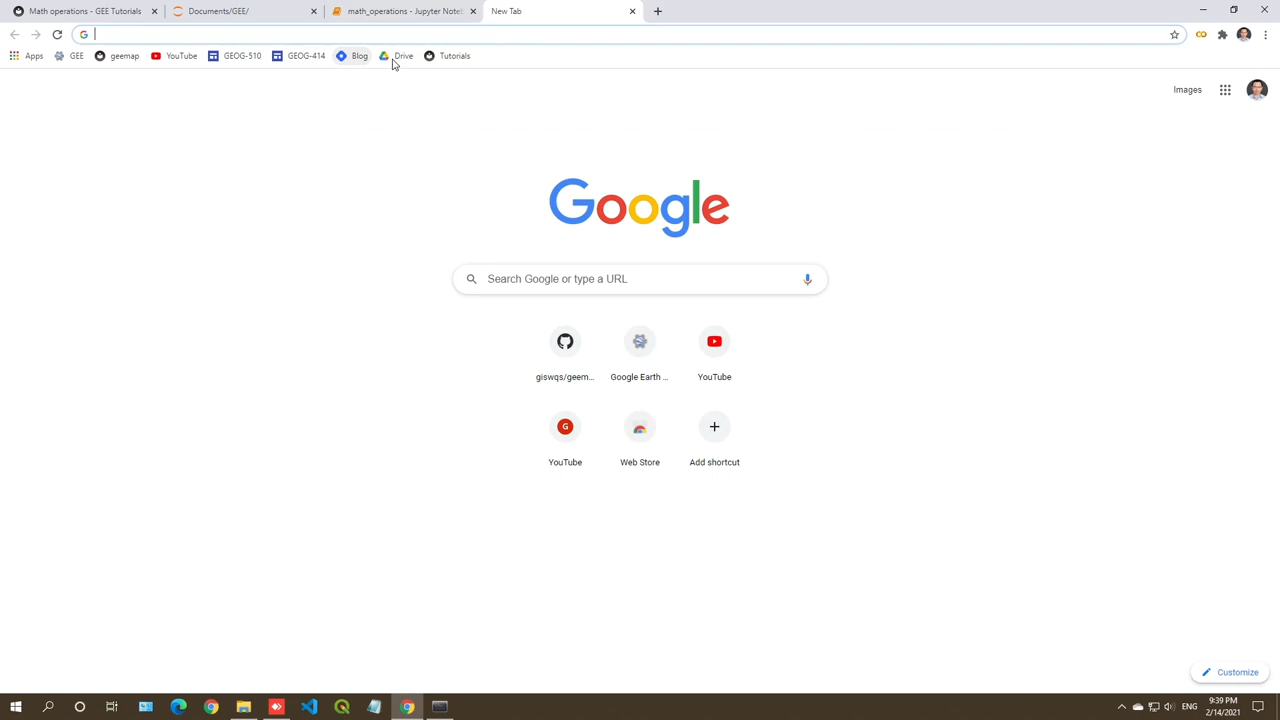 Math operations - GEE Tutorials
Documents/GEE/
math_operations - Jupyter Note
New Tab
Apps GEE geemap YouTube GEOG-510 GEOG-414 Blog Drive Tutorials
Images
Google
Search Google or type a URL
giswqs/geem... Google Earth ... YouTube
G
YouTube Web Store Add shortcut
Customize
ENG
9:39 PM
2/14/2021